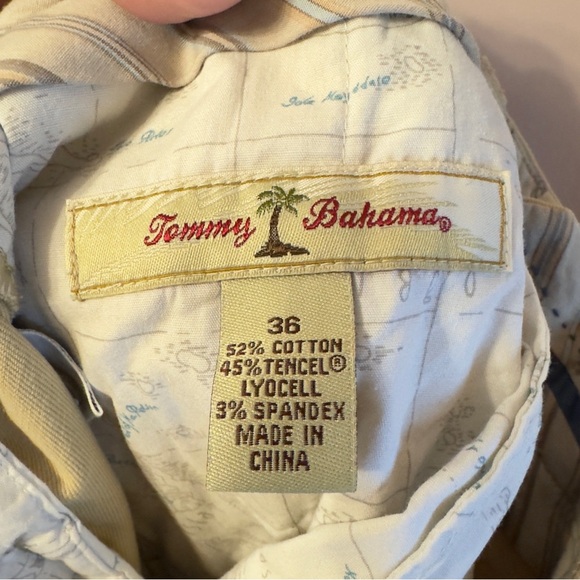 Tommy Bahama®
36
52% COTTON
45% TENCEL®
LYOCELL
3% SPANDEX
MADE IN
CHINA